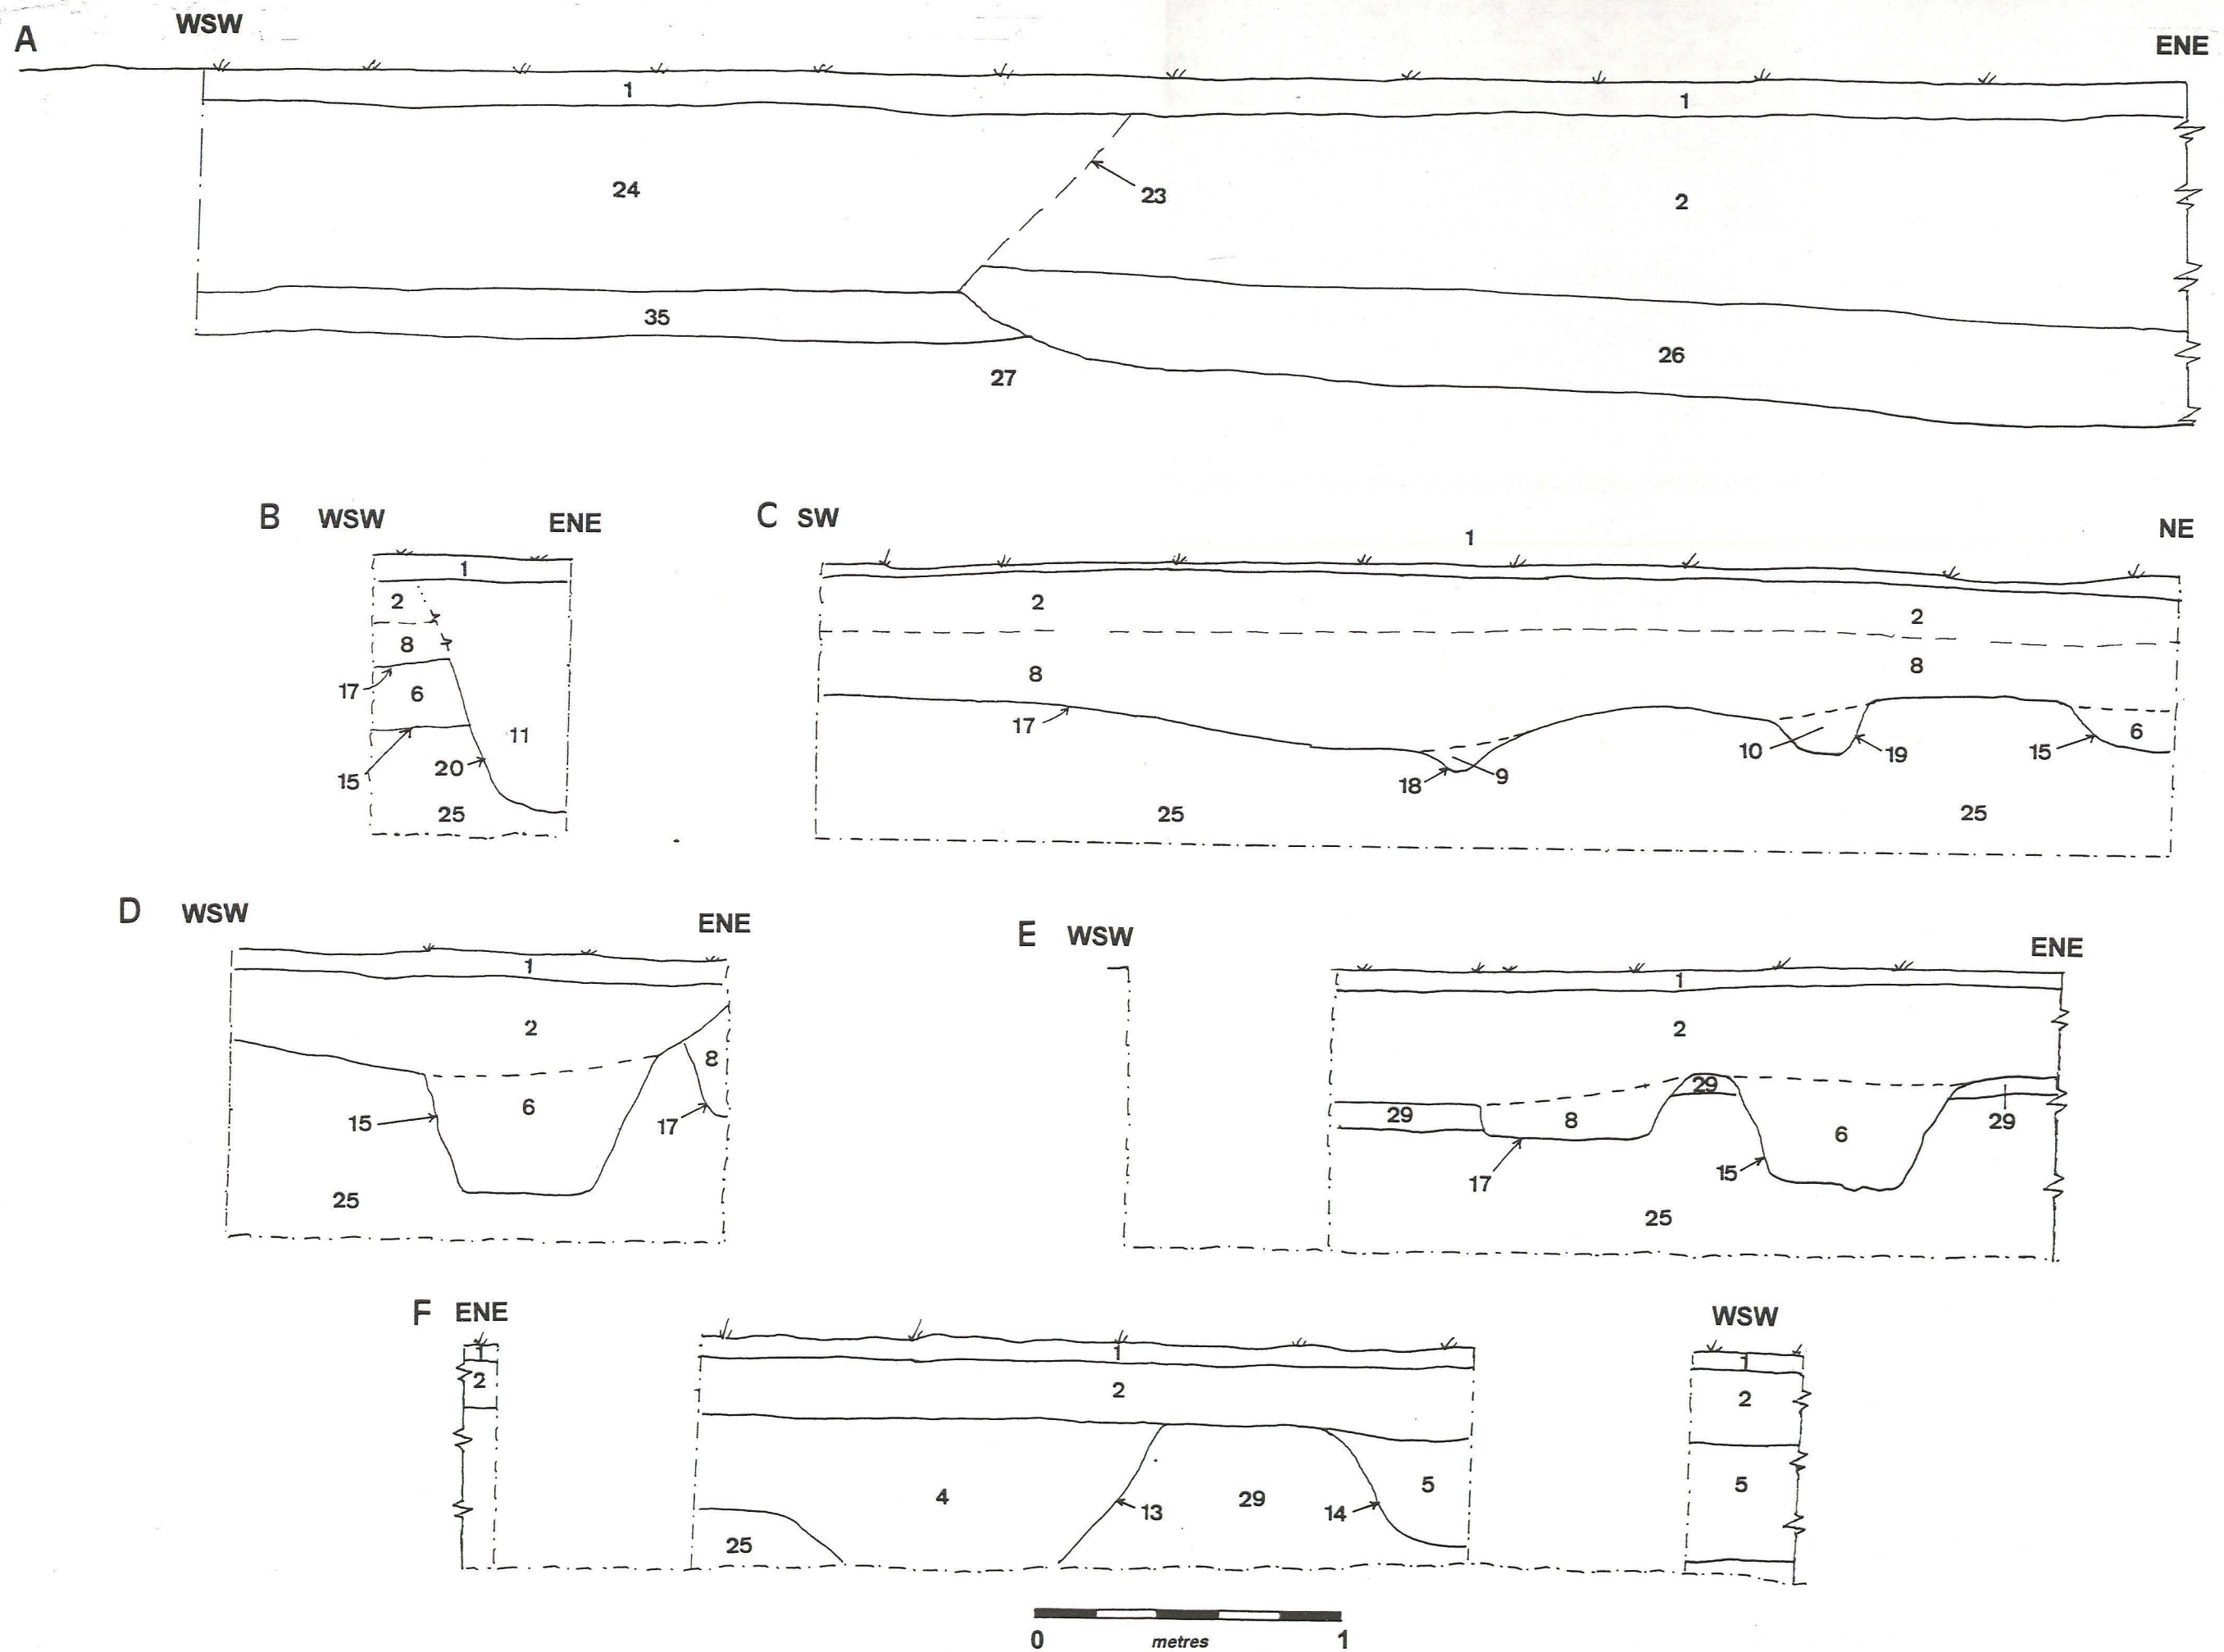 A WSW ENE
1 1
24 23 2
35 26
27
B WSW ENE
1
2
8
17 6
11
15 20
25
C SW NE
1
2 2
8 8
17 10 19 15 6
18 9
25 25
D WSW ENE
1
2
8
6
15 17
25
E WSW ENE
1
2
29
29 8 29
6
15
17
25
F ENE WSW
1 1 1
2 2 2
4 13 29 14 5 5
25
0 metres 1